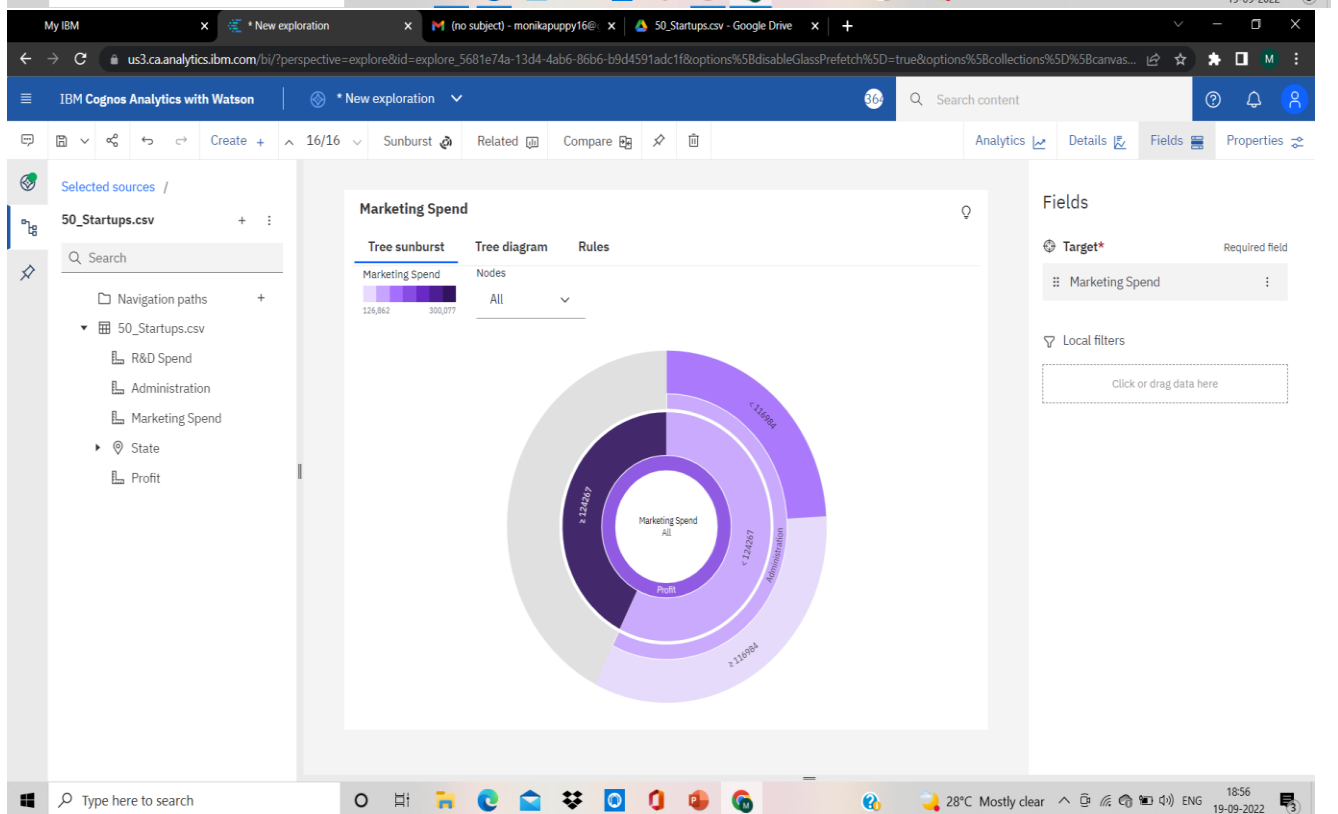 19-09-2022
My IBM
* New exploration
(no subject) - monikapuppy16@
50_Startups.csv - Google Drive
us3.ca.analytics.ibm.com/bi/?perspective=explore&id=explore_5681e74a-13d4-4ab6-86b6-b9d4591adc1f&options%5BdisableGlassPrefetch%5D=true&options%5Bcollections%5D%5Bcanvas...
M
IBM Cognos Analytics with Watson
* New exploration
364
Search content
Create +
16/16
Sunburst
Related
Compare
Analytics
Details
Fields
Properties
Selected sources /
50_Startups.csv
Search
Navigation paths
50_Startups.csv
R&D Spend
Administration
Marketing Spend
State
Profit
Marketing Spend
Tree sunburst
Tree diagram
Rules
Marketing Spend
126,862 300,077
Nodes
All
< 116984
≥ 124267
Marketing Spend
All
< 124267
Administration
Profit
≥ 116984
Fields
Target*
Required field
Marketing Spend
Local filters
Click or drag data here
Type here to search
28°C Mostly clear
ENG
18:56
19-09-2022
3